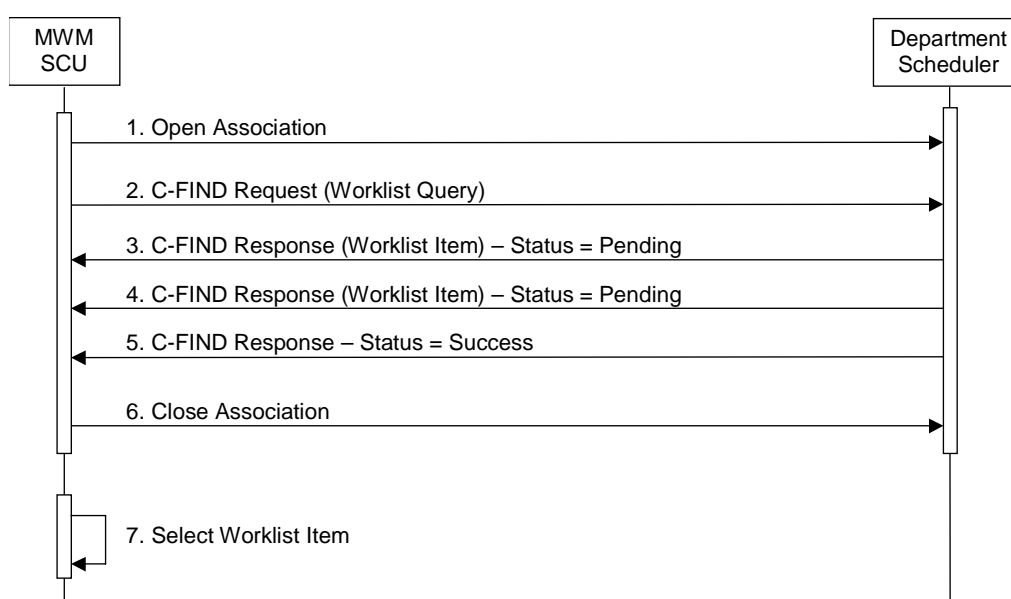 MWM
SCU
Department
Scheduler
1. Open Association
2. C-FIND Request (Worklist Query)
3. C-FIND Response (Worklist Item) – Status = Pending
4. C-FIND Response (Worklist Item) – Status = Pending
5. C-FIND Response – Status = Success
6. Close Association
7. Select Worklist Item